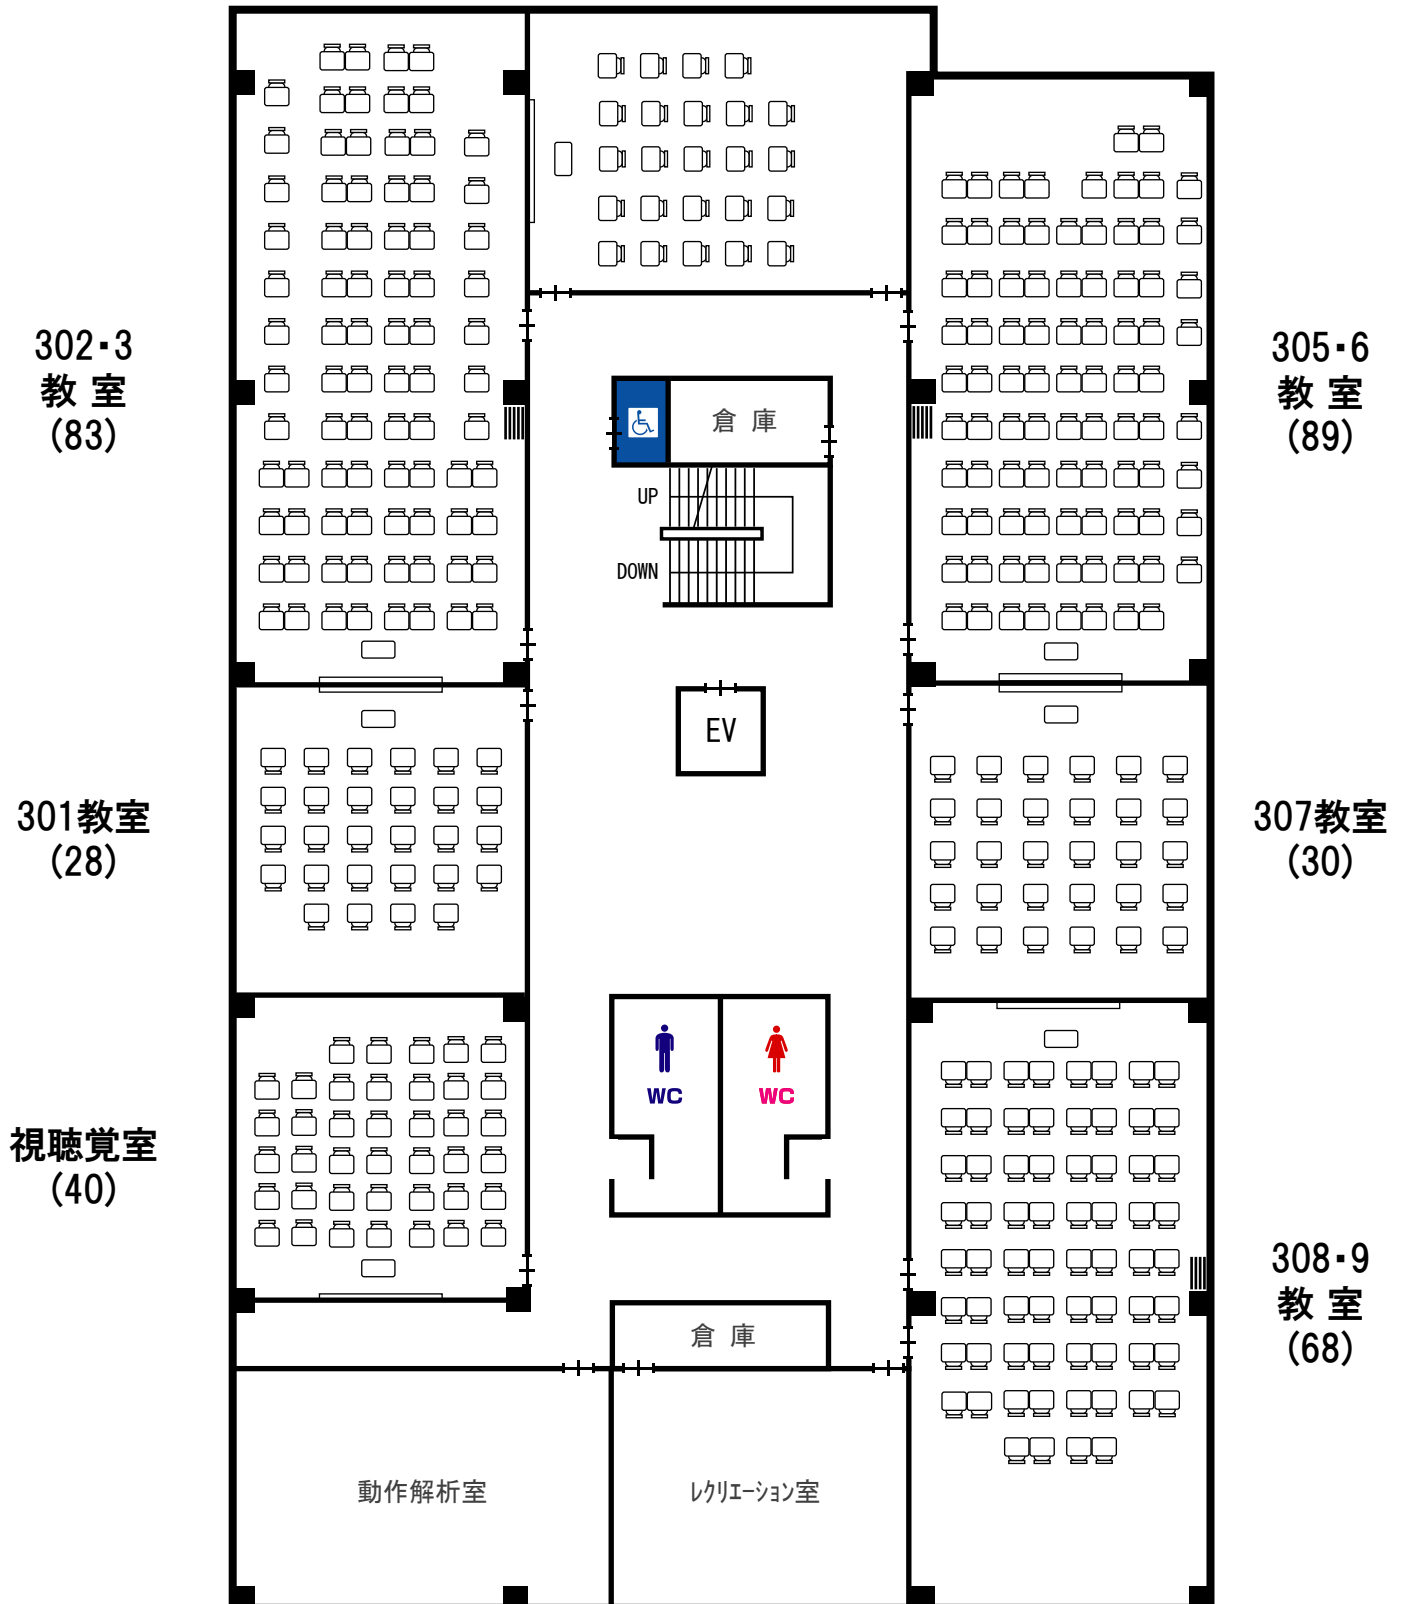 302・3
教 室
(83)
305・6
教 室
(89)
倉 庫
UP
DOWN
EV
301教室
(28)
307教室
(30)
WC
WC
視聴覚室
(40)
308・9
教 室
(68)
倉 庫
動作解析室
ﾚｸﾘｴｰｼｮﾝ室